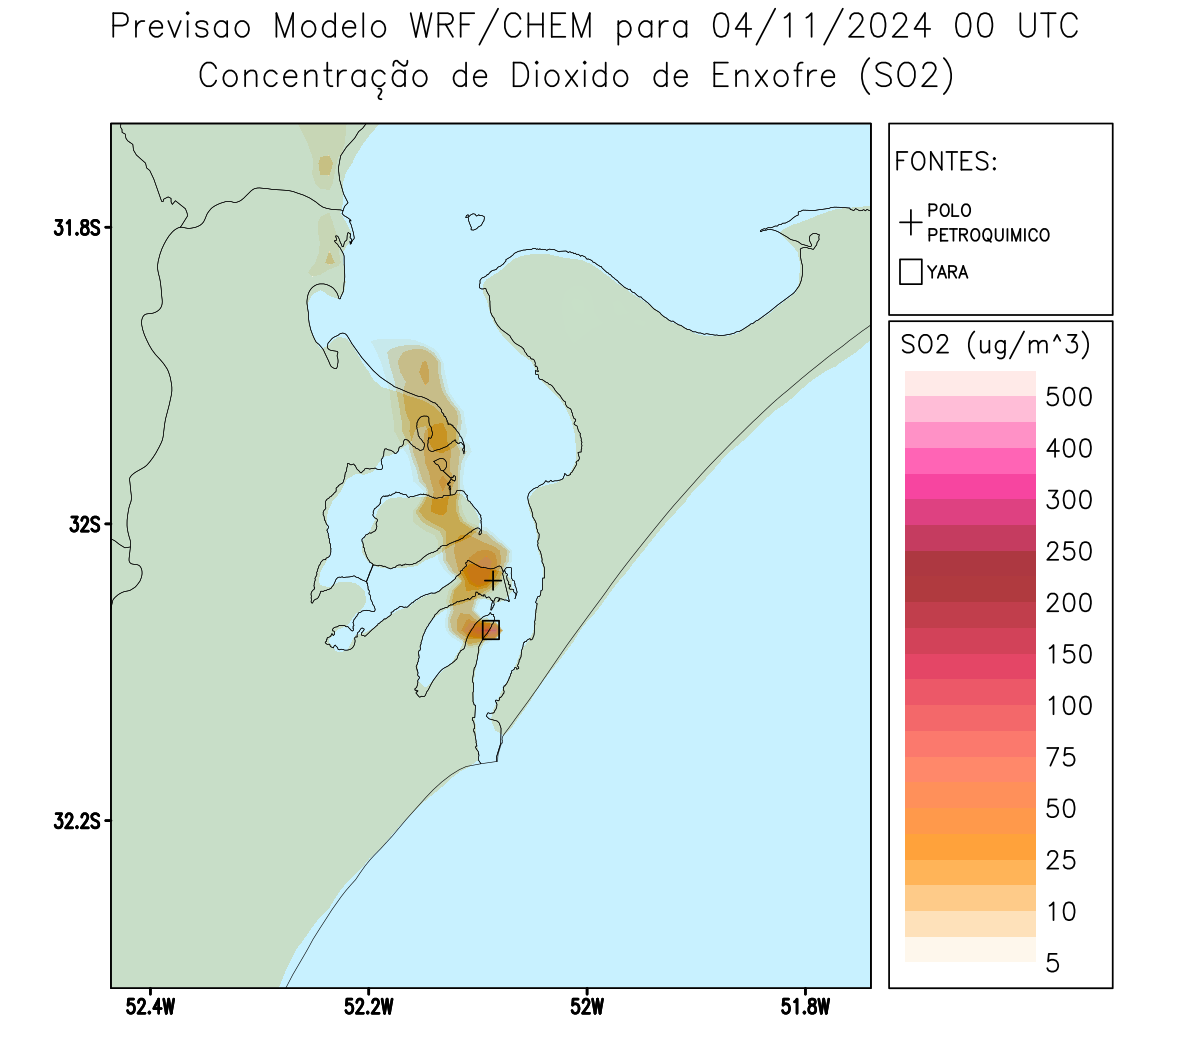 Previsao Modelo WRF/CHEM para 04/11/2024 00 UTC
Concentração de Dioxido de Enxofre (SO2)
FONTES:
POLO
PETROQUIMICO
YARA
SO2 (ug/m^3)
500
400
300
250
200
150
100
75
50
25
10
5
31.8S
32S
32.2S
52.4W
52.2W
52W
51.8W